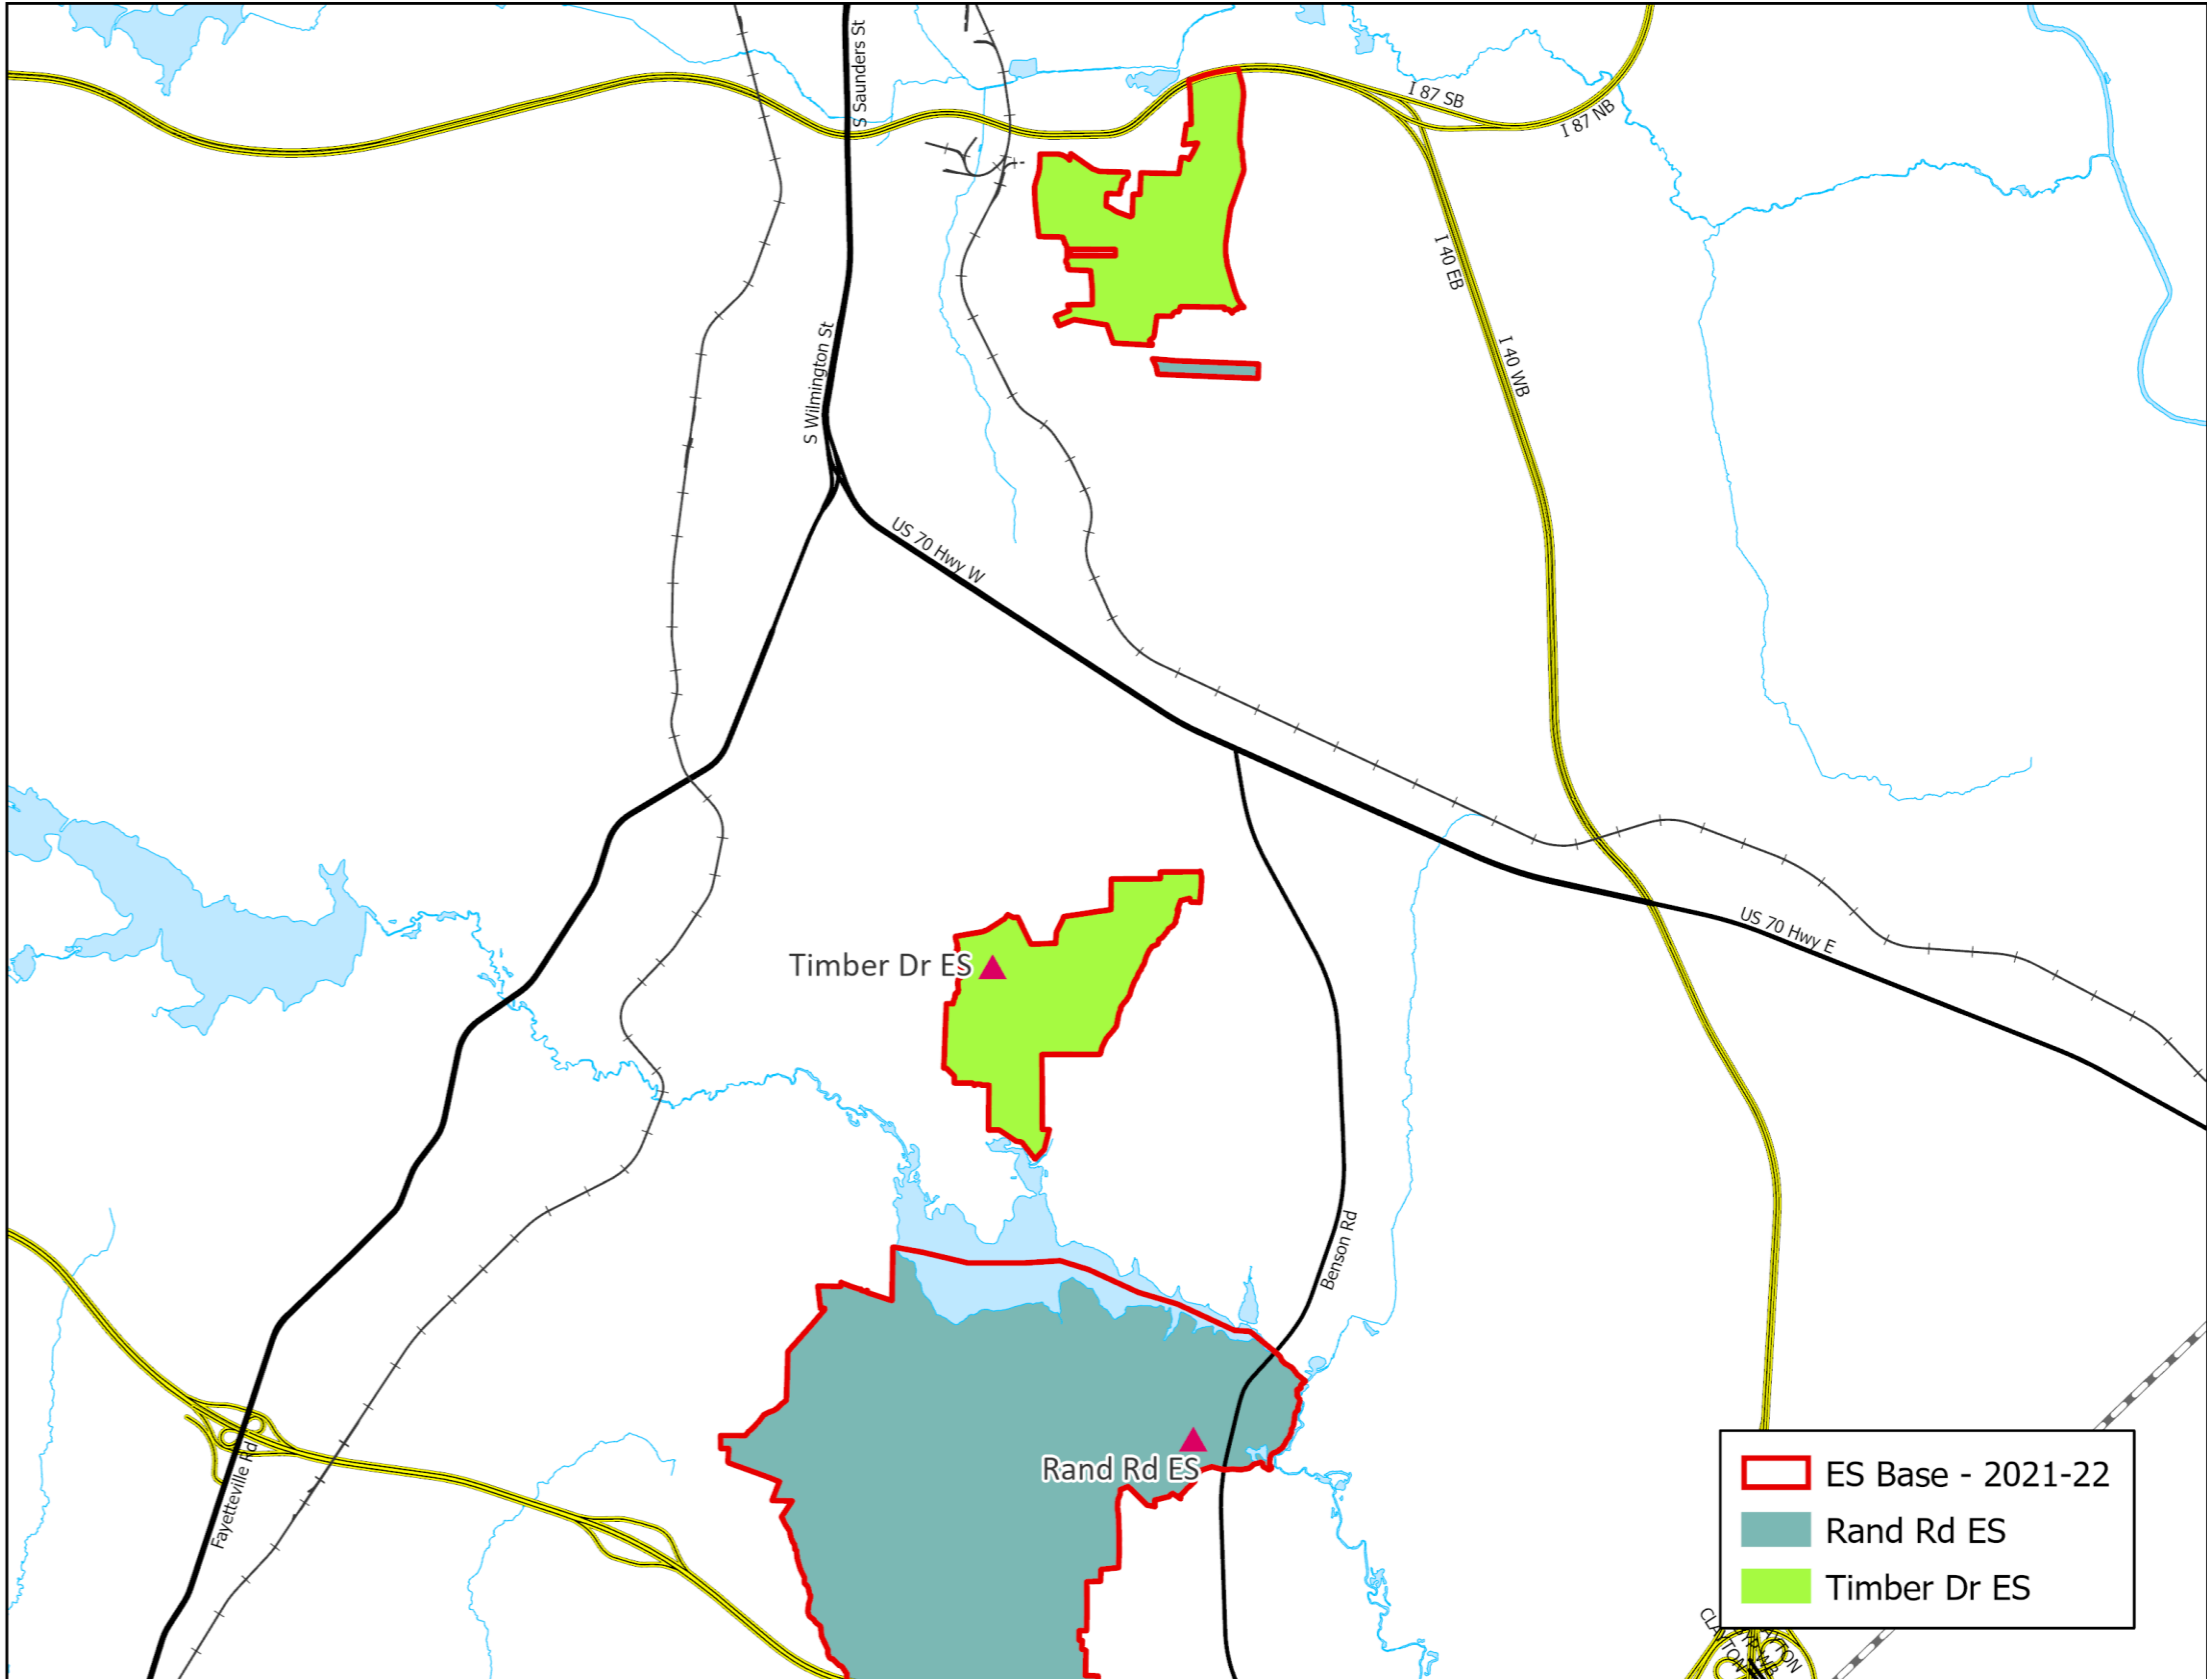 S Saunders St
I 87 SB
I 87 NB
I 40 EB
I 40 WB
S Wilmington St
US 70 Hwy W
US 70 Hwy E
Timber Dr ES
Benson Rd
Rand Rd ES
Fayetteville Rd
ES Base - 2021-22
Rand Rd ES
Timber Dr ES